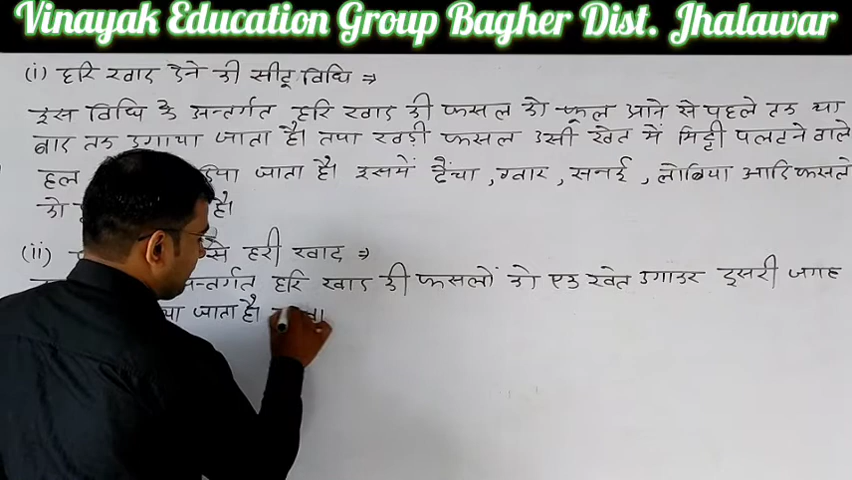 Vinayak Education Group Bagher Dist. Jhalawar
(i) हरि खाद देने की सीटू विधि ⇒
इस विधि के अन्तर्गत हरि खाद की फसल को फूल आने से पहले तक या
बाद तक उगाया जाता है। तथा खड़ी फसल उसी खेत में मिट्टी पलटने वाले
हल दिया जाता है। इसमें ढैंचा, ग्वार, सनई, लोबिया आदि फसले
को है।
(ii) से हरी खाद ⇒
अन्तर्गत हरि खाद की फसलों को एक खेत उगाकर दूसरी जगह
जाता है।